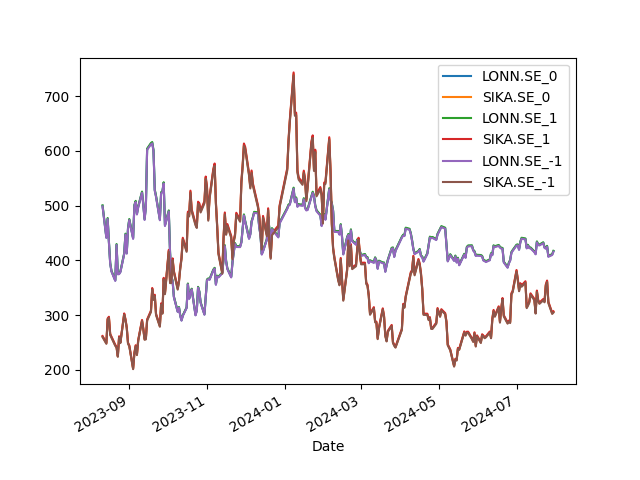 LONN.SE_0
SIKA.SE_0
LONN.SE_1
SIKA.SE_1
LONN.SE_-1
SIKA.SE_-1
700
600
500
400
300
200
2023-09
2023-11
2024-01
2024-03
2024-05
2024-07
Date